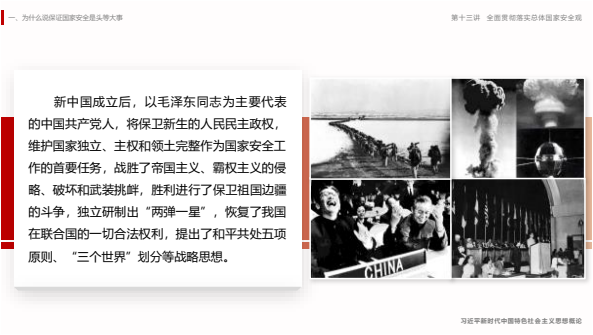 一、为什么说保证国家安全是头等大事
第十三讲 全面贯彻落实总体国家安全观
新中国成立后，以毛泽东同志为主要代表
的中国共产党人，将保卫新生的人民民主政权，
维护国家独立、主权和领土完整作为国家安全工
作的首要任务，战胜了帝国主义、霸权主义的侵
略、破坏和武装挑衅，胜利进行了保卫祖国边疆
的斗争，独立研制出“两弹一星”，恢复了我国
在联合国的一切合法权利，提出了和平共处五项
原则、“三个世界”划分等战略思想。
CHINA
习近平新时代中国特色社会主义思想概论